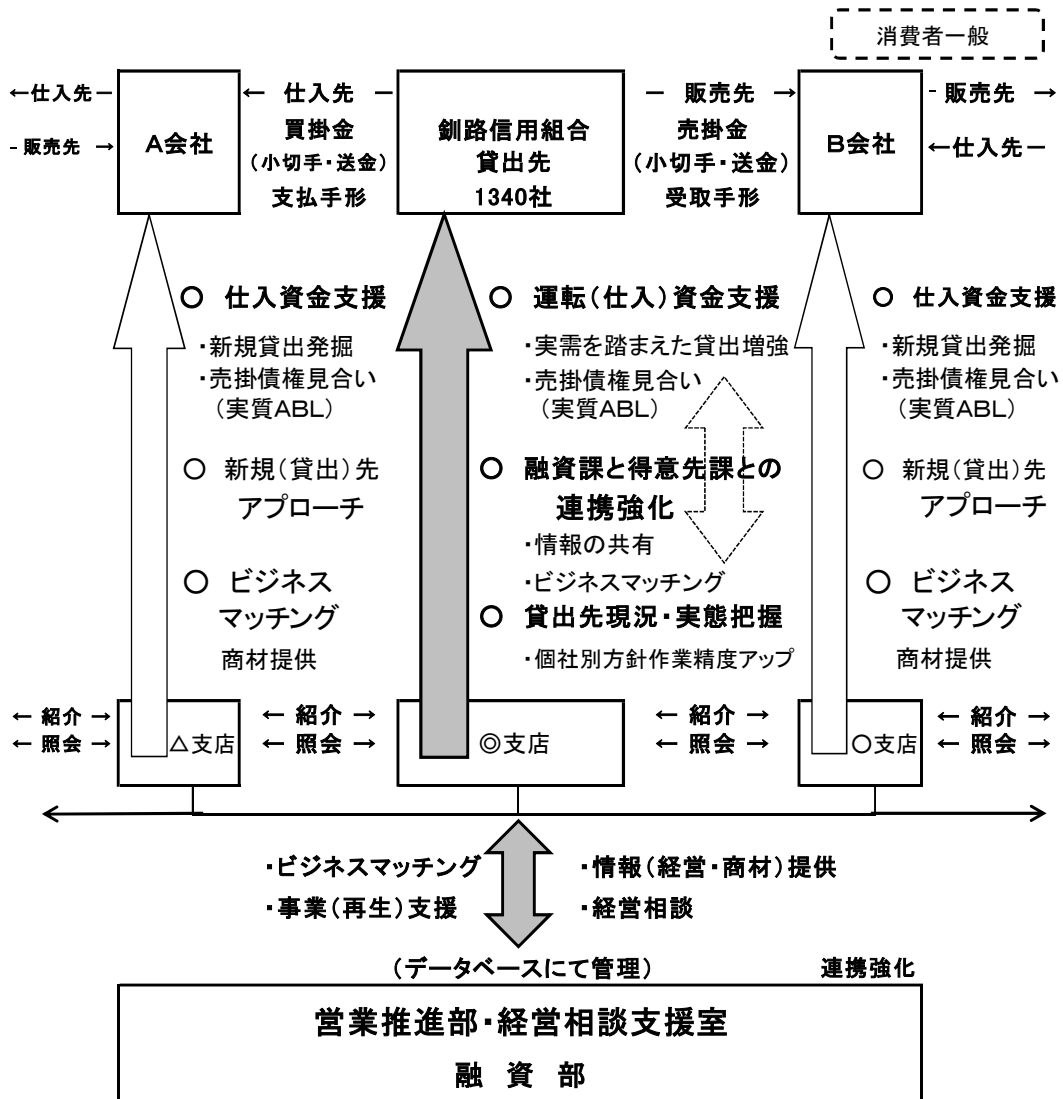 消費者一般
←仕入先－
－販売先 →
A会社
← 仕入先 －
買掛金
(小切手・送金)
支払手形
釧路信用組合
貸出先
1340社
－ 販売先 →
売掛金
(小切手・送金)
受取手形
B会社
－販売先 →
←仕入先－
○ 仕入資金支援
・新規貸出発掘
・売掛債権見合い
(実質ABL)
○ 新規(貸出)先
アプローチ
○ ビジネス
マッチング
商材提供
○ 運転(仕入)資金支援
・実需を踏まえた貸出増強
・売掛債権見合い
(実質ABL)
○ 融資課と得意先課との
連携強化
・情報の共有
・ビジネスマッチング
○ 貸出先現況・実態把握
・個社別方針作業精度アップ
○ 仕入資金支援
・新規貸出発掘
・売掛債権見合い
(実質ABL)
○ 新規(貸出)先
アプローチ
○ ビジネス
マッチング
商材提供
← 紹介 →
← 照会 →
△支店
← 紹介 →
← 照会 →
◎支店
← 紹介 →
← 照会 →
○支店
← 紹介 →
← 照会 →
・ビジネスマッチング
・事業(再生)支援
・情報(経営・商材)提供
・経営相談
(データベースにて管理)
連携強化
営業推進部・経営相談支援室
融 資 部